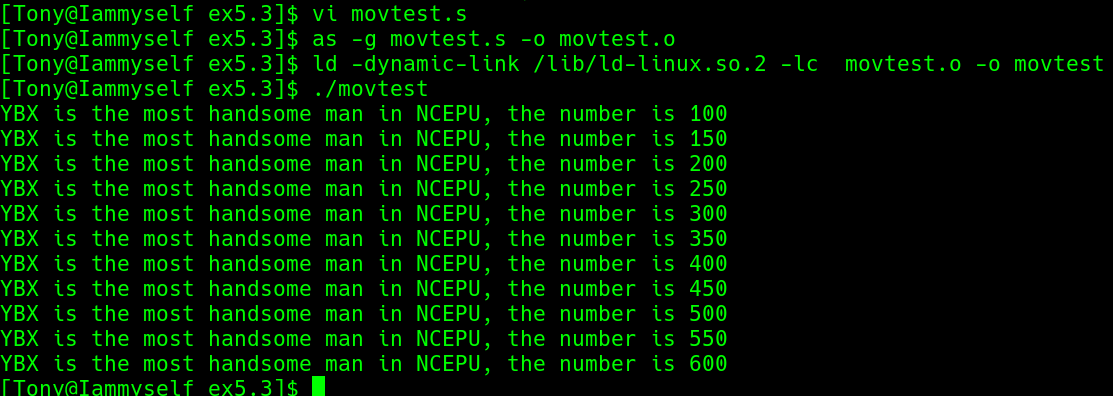 [Tony@Iammyself ex5.3]$ vi movtest.s
[Tony@Iammyself ex5.3]$ as -g movtest.s -o movtest.o
[Tony@Iammyself ex5.3]$ ld -dynamic-link /lib/ld-linux.so.2 -lc  movtest.o -o movtest
[Tony@Iammyself ex5.3]$ ./movtest
YBX is the most handsome man in NCEPU, the number is 100
YBX is the most handsome man in NCEPU, the number is 150
YBX is the most handsome man in NCEPU, the number is 200
YBX is the most handsome man in NCEPU, the number is 250
YBX is the most handsome man in NCEPU, the number is 300
YBX is the most handsome man in NCEPU, the number is 350
YBX is the most handsome man in NCEPU, the number is 400
YBX is the most handsome man in NCEPU, the number is 450
YBX is the most handsome man in NCEPU, the number is 500
YBX is the most handsome man in NCEPU, the number is 550
YBX is the most handsome man in NCEPU, the number is 600
[Tony@Iammyself ex5.3]$